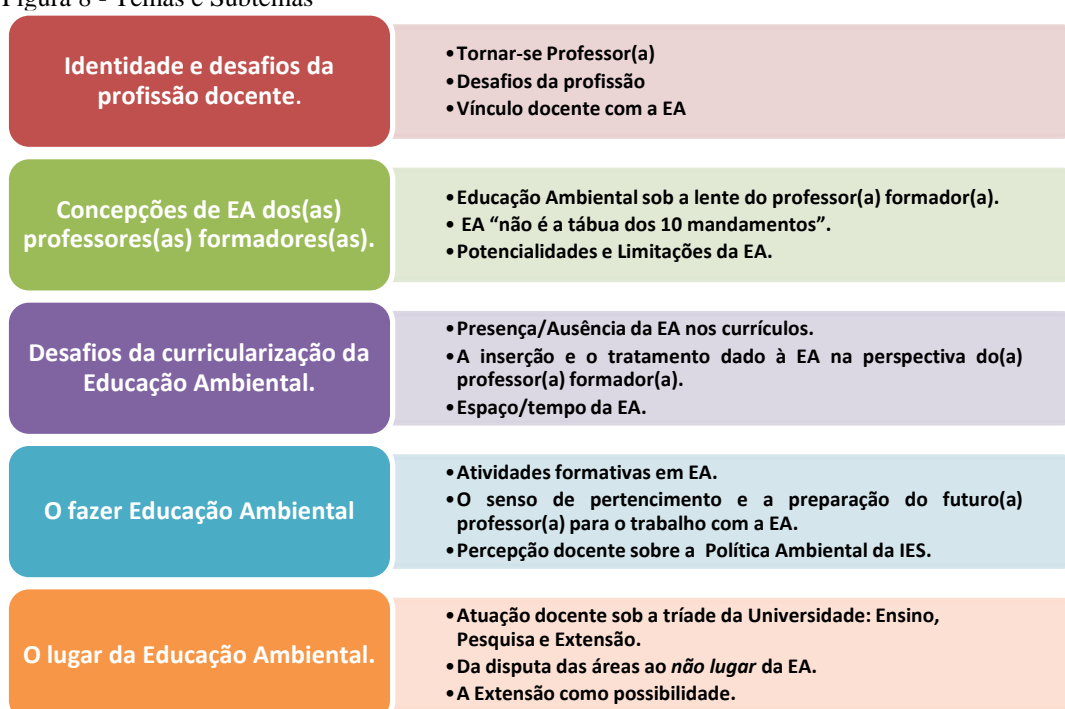 Figura 8 - Temas e Subtemas
Identidade e desafios da
profissão docente.
•Tornar-se Professor(a)
•Desafios da profissão
•Vínculo docente com a EA
Concepções de EA dos(as)
professores(as) formadores(as).
•Educação Ambiental sob a lente do professor(a) formador(a).
• EA “não é a tábua dos 10 mandamentos”.
•Potencialidades e Limitações da EA.
Desafios da curricularização da
Educação Ambiental.
•Presença/Ausência da EA nos currículos.
•A inserção e o tratamento dado à EA na perspectiva do(a)
professor(a) formador(a).
•Espaço/tempo da EA.
O fazer Educação Ambiental
•Atividades formativas em EA.
•O senso de pertencimento e a preparação do futuro(a)
professor(a) para o trabalho com a EA.
•Percepção docente sobre a Política Ambiental da IES.
O lugar da Educação Ambiental.
•Atuação docente sob a tríade da Universidade: Ensino,
Pesquisa e Extensão.
•Da disputa das áreas ao não lugar da EA.
•A Extensão como possibilidade.